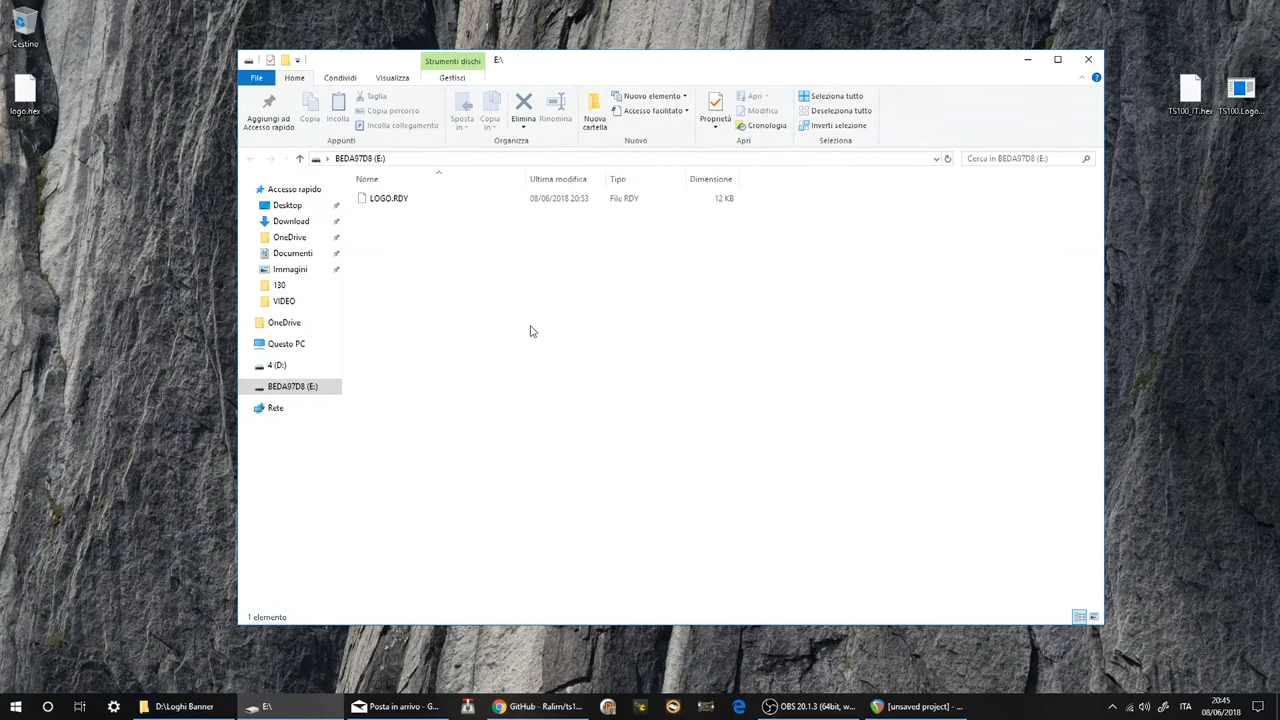 Cestino
logo.hex
TS100_IT.hex
TS100.Logo...
Strumenti dischi
E:\
File
Home
Condividi
Visualizza
Gestisci
Aggiungi ad
Accesso rapido
Copia
Incolla
Taglia
Copia percorso
Incolla collegamento
Appunti
Sposta
in
Copia
in
Elimina
Rinomina
Organizza
Nuova
cartella
Nuovo elemento
Accesso facilitato
Nuovo
Proprietà
Apri
Modifica
Cronologia
Apri
Seleziona tutto
Deseleziona tutto
Inverti selezione
Seleziona
BEDA97D8 (E:)
Cerca in BEDA97D8 (E:)
Nome
Ultima modifica
Tipo
Dimensione
LOGO.RDY
08/06/2018 20:53
File RDY
12 KB
Accesso rapido
Desktop
Download
OneDrive
Documenti
Immagini
130
VIDEO
OneDrive
Questo PC
4 (D:)
BEDA97D8 (E:)
Rete
1 elemento
D:\Loghi Banner
E:\
Posta in arrivo - G...
GitHub - Ralim/ts1...
OBS 20.1.3 (64bit, w...
[unsaved project] - ...
ITA
20:45
08/06/2018